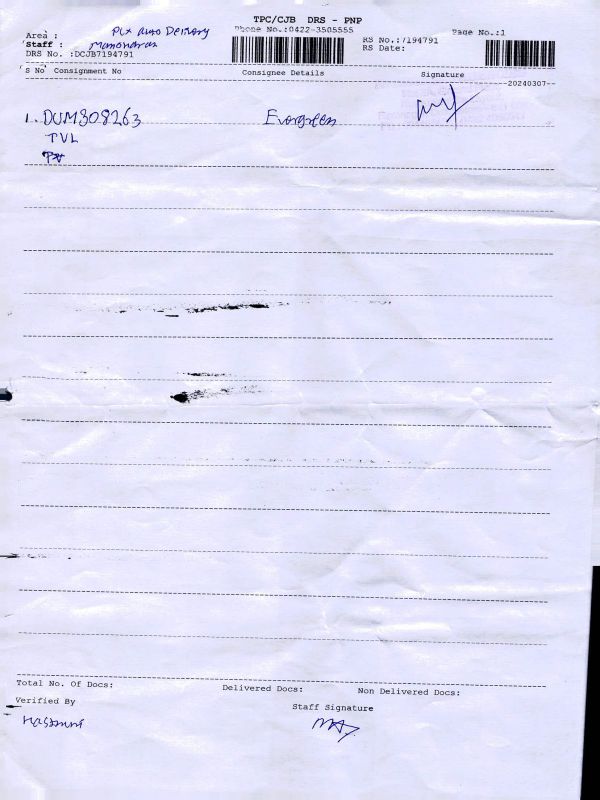 TPC/CJB DRS - PNP
Area : Plx Auto Delivery
Phone No.:0422-3505555
RS No.:7194791
Page No.:1
Staff : Manoharan
RS Date:
DRS No. :DCJB7194791
S No Consignment No Consignee Details Signature
20240307
1. DUM308263 Evergreen
TVL
Total No. Of Docs: Delivered Docs: Non Delivered Docs:
Verified By Staff Signature